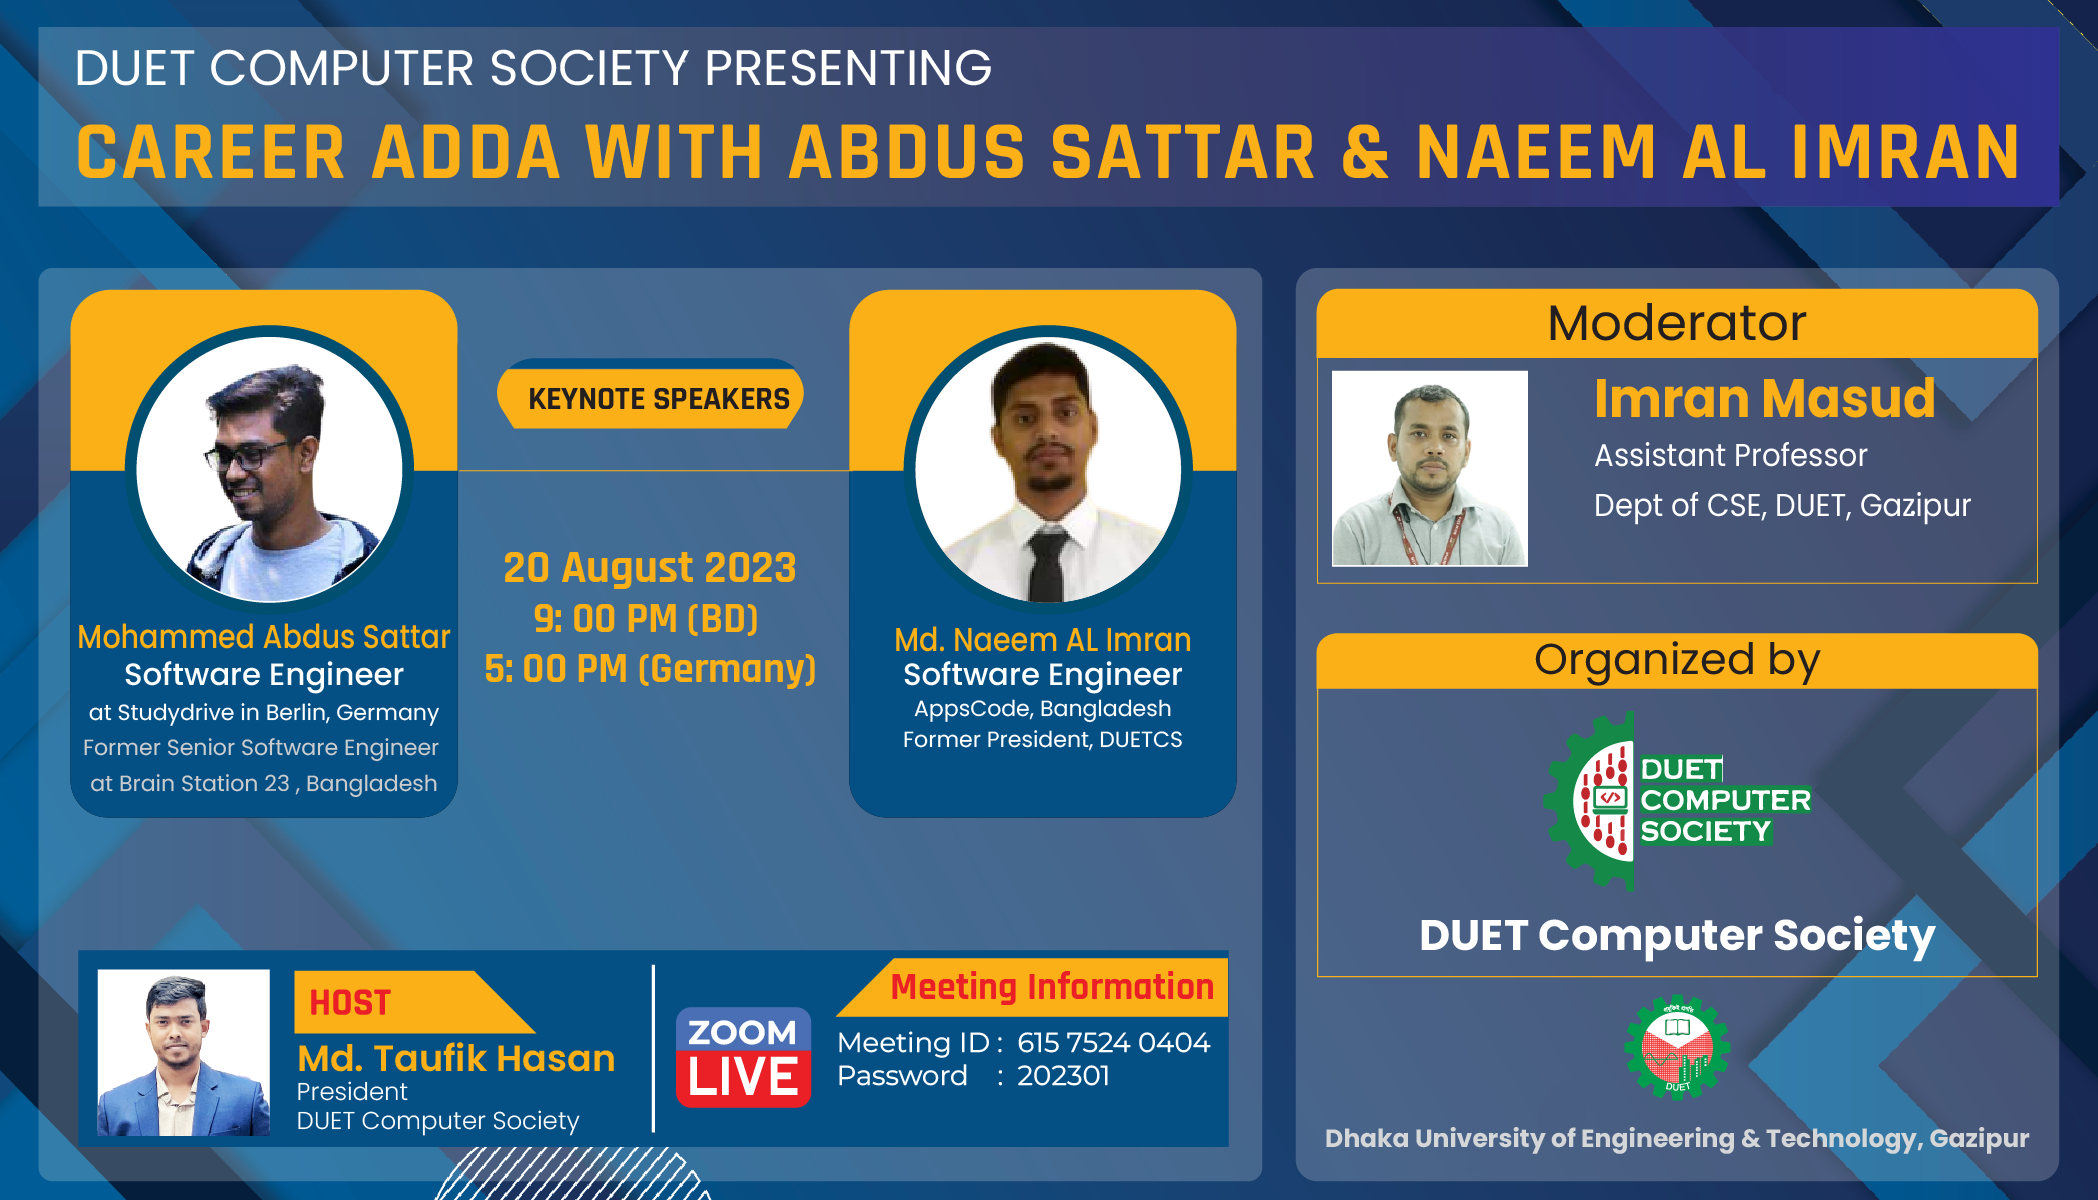 DUET COMPUTER SOCIETY PRESENTING
CAREER ADDA WITH ABDUS SATTAR & NAEEM AL IMRAN
KEYNOTE SPEAKERS
Mohammed Abdus Sattar
Software Engineer
at Studydrive in Berlin, Germany
Former Senior Software Engineer
at Brain Station 23 , Bangladesh
20 August 2023
9: 00 PM (BD)
5: 00 PM (Germany)
Md. Naeem AL Imran
Software Engineer
AppsCode, Bangladesh
Former President, DUETCS
HOST
Md. Taufik Hasan
President
DUET Computer Society
ZOOM
LIVE
Meeting Information
Meeting ID : 615 7524 0404
Password : 202301
Moderator
Imran Masud
Assistant Professor
Dept of CSE, DUET, Gazipur
Organized by
</>
DUET
COMPUTER
SOCIETY
DUET Computer Society
DUET
Dhaka University of Engineering & Technology, Gazipur